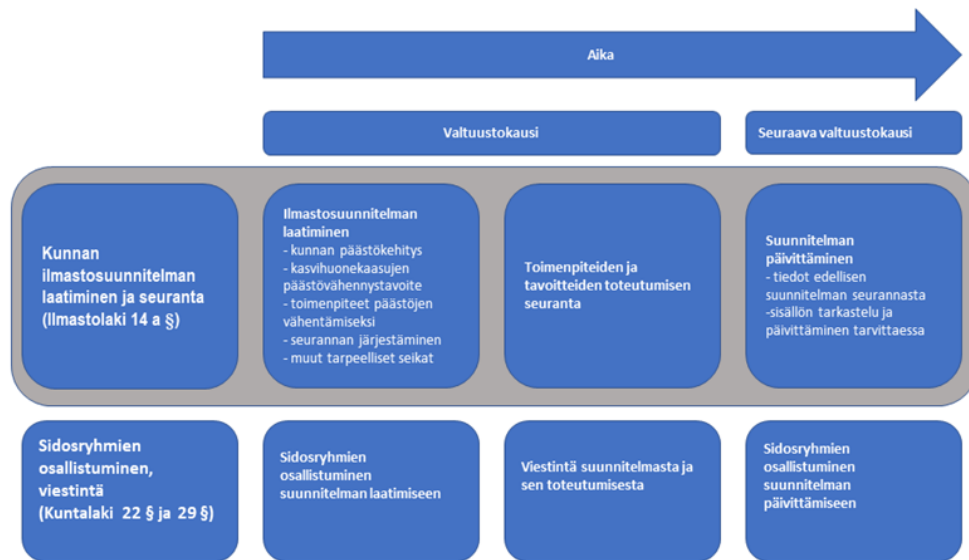 Aika
Valtuustokausi
Seuraava valtuustokausi
Kunnan
ilmastosuunnitelman
laatiminen ja seuranta
(Ilmastolaki 14 a §)
Ilmastosuunnitelman
laatiminen
- kunnan päästökehitys
- kasvihuonekaasujen
päästövähennystavoite
- toimenpiteet päästöjen
vähentämiseksi
- seurannan järjestäminen
- muut tarpeelliset seikat
Toimenpiteiden ja
tavoitteiden toteutumisen
seuranta
Suunnitelman
päivittäminen
- tiedot edellisen
suunnitelman seurannasta
-sisällön tarkastelu ja
päivittäminen tarvittaessa
Sidosryhmien
osallistuminen,
viestintä
(Kuntalaki 22 § ja 29 §)
Sidosryhmien
osallistuminen
suunnitelman laatimiseen
Viestintä suunnitelmasta ja
sen toteutumisesta
Sidosryhmien
osallistuminen
suunnitelman
päivittämiseen